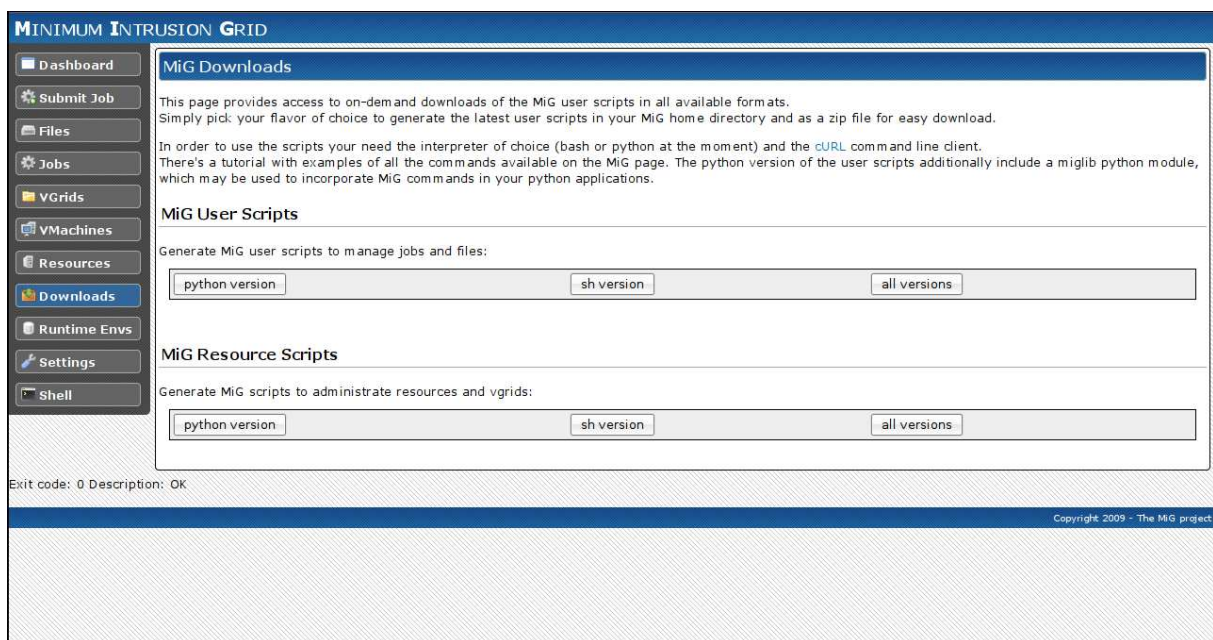 MINIMUM INTRUSION GRID
Dashboard
Submit Job
Files
Jobs
VGrids
VMachines
Resources
Downloads
Runtime Envs
Settings
Shell
MiG Downloads
This page provides access to on-demand downloads of the MiG user scripts in all available formats.
Simply pick your flavor of choice to generate the latest user scripts in your MiG home directory and as a zip file for easy download.
In order to use the scripts your need the interpreter of choice (bash or python at the moment) and the cURL command line client.
There's a tutorial with examples of all the commands available on the MiG page. The python version of the user scripts additionally include a miglib python module,
which may be used to incorporate MiG commands in your python applications.
MiG User Scripts
Generate MiG user scripts to manage jobs and files:
python version sh version all versions
MiG Resource Scripts
Generate MiG scripts to administrate resources and vgrids:
python version sh version all versions
Exit code: 0 Description: OK
Copyright 2009 - The MiG project